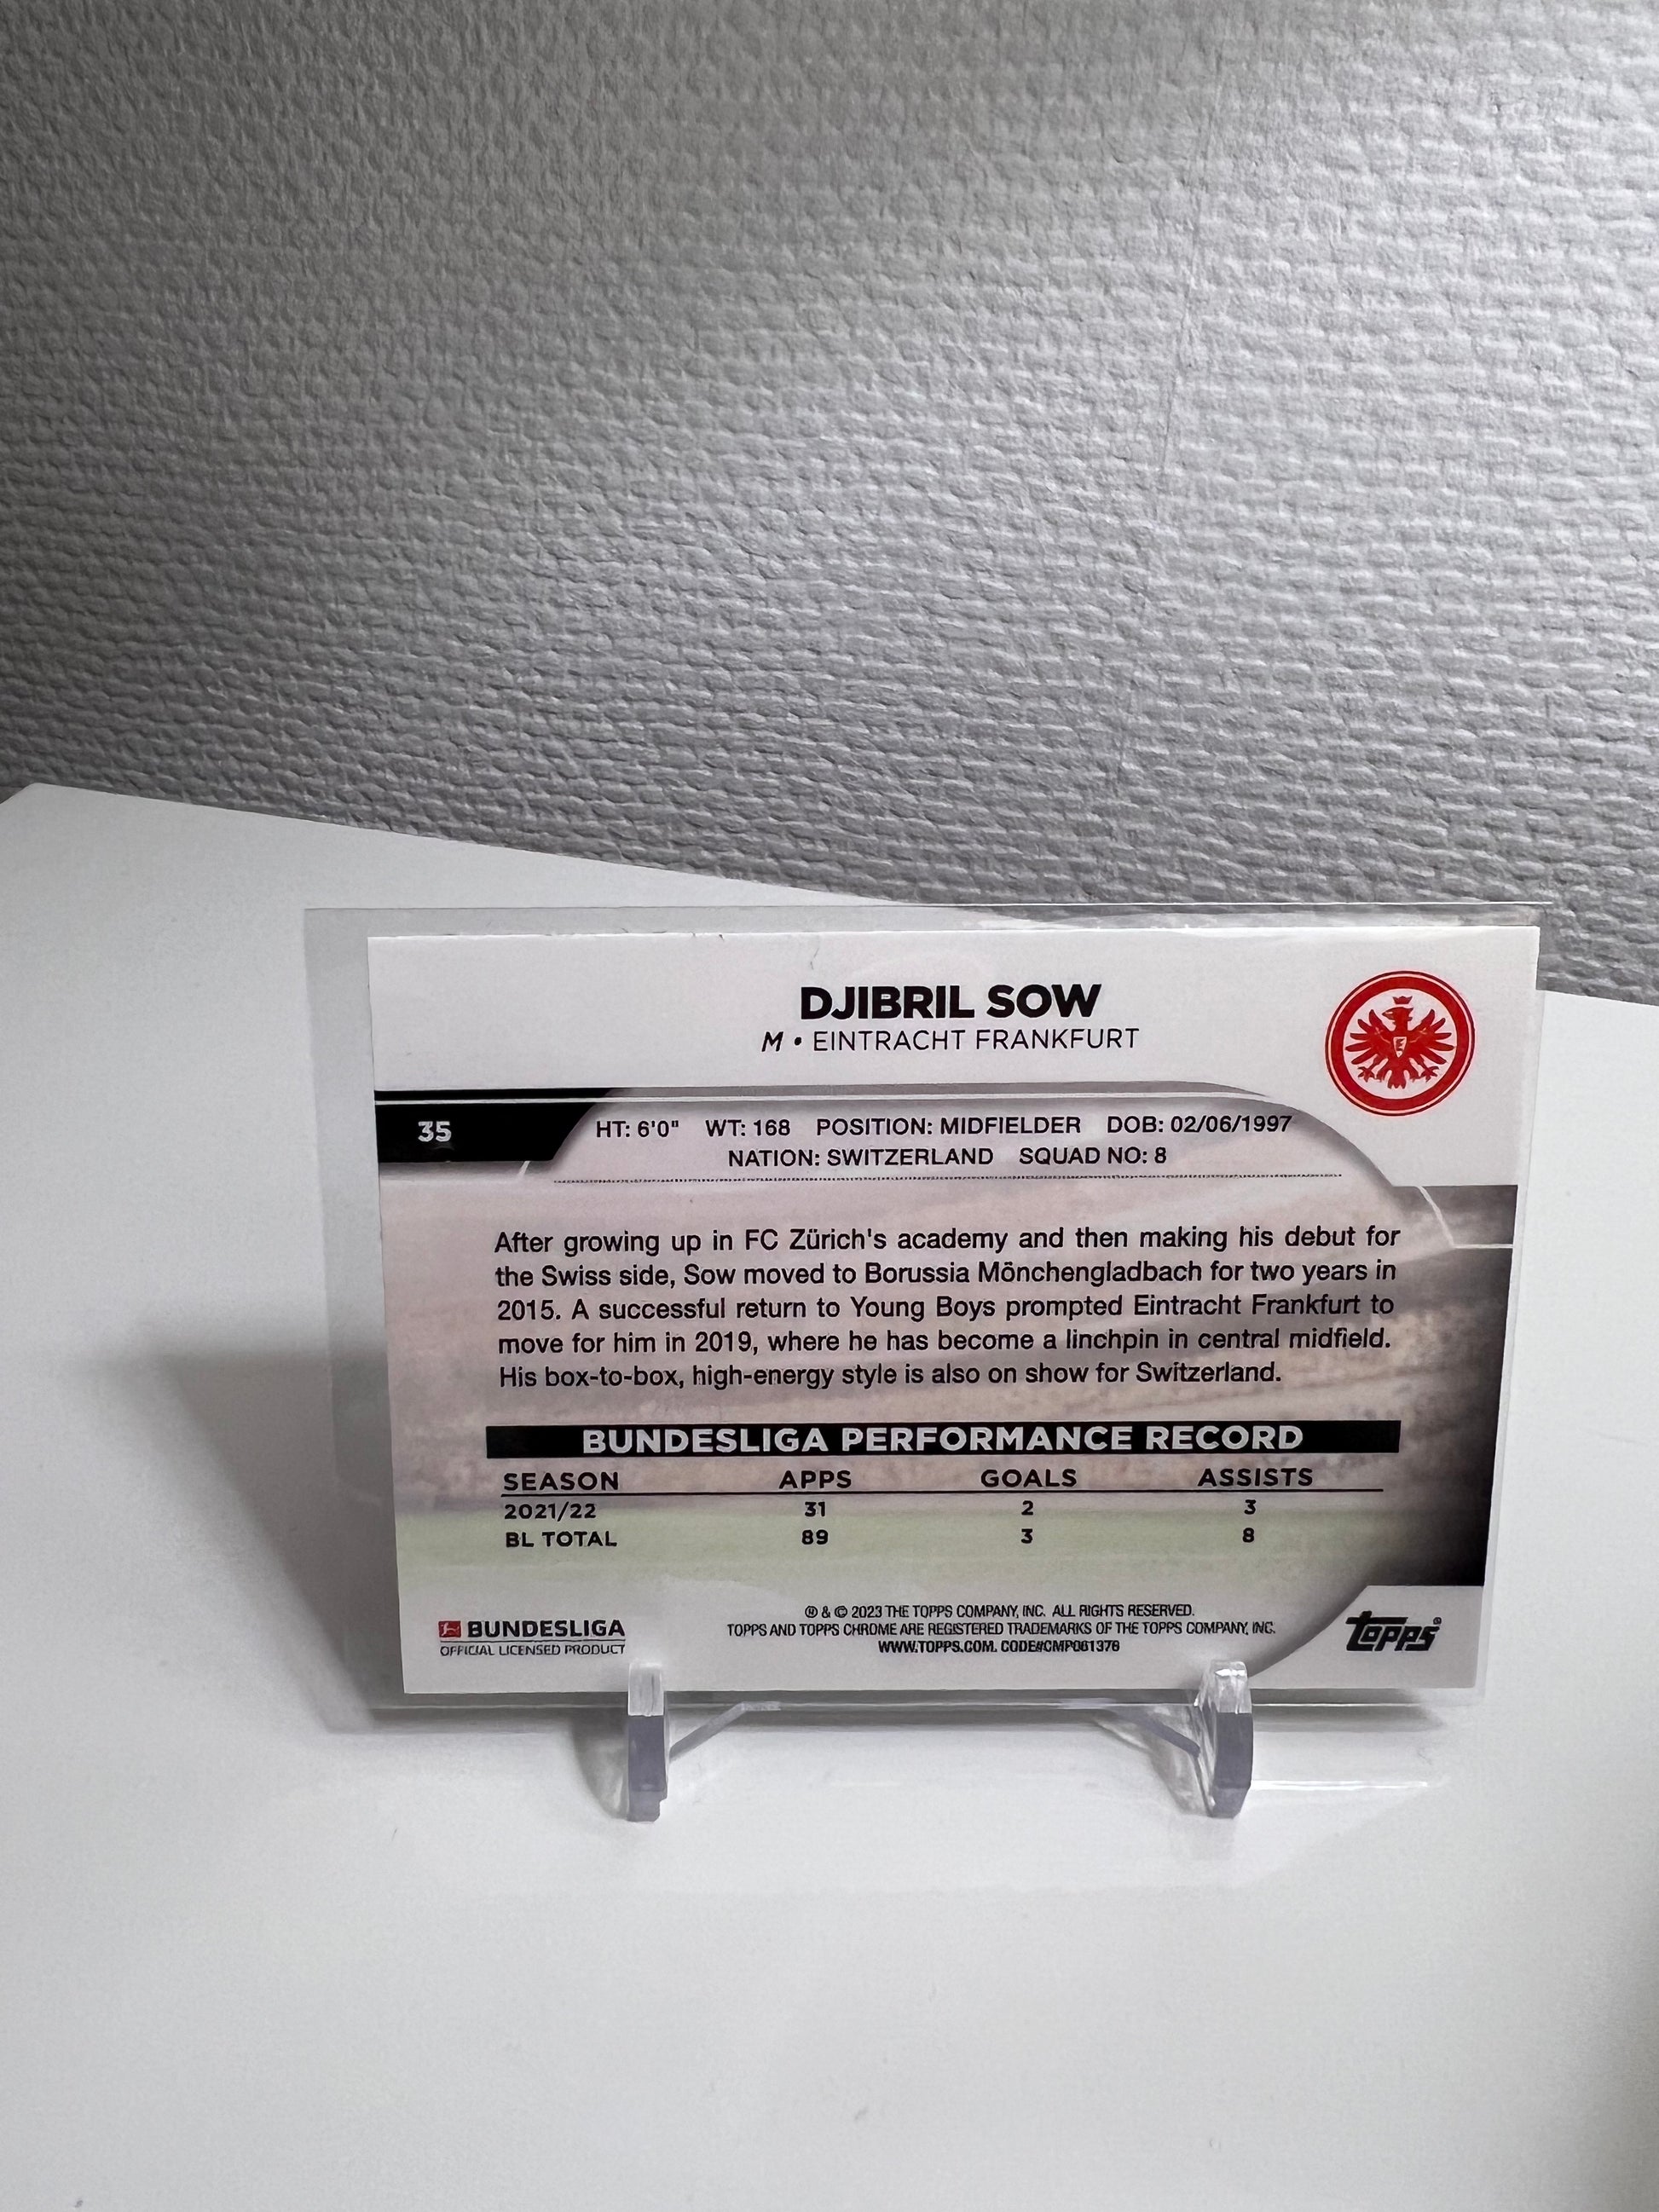 DJIBRIL SOW
M • EINTRACHT FRANKFURT
35
HT: 6'0" WT: 168 POSITION: MIDFIELDER DOB: 02/06/1997
NATION: SWITZERLAND SQUAD NO: 8
After growing up in FC Zürich's academy and then making his debut for
the Swiss side, Sow moved to Borussia Mönchengladbach for two years in
2015. A successful return to Young Boys prompted Eintracht Frankfurt to
move for him in 2019, where he has become a linchpin in central midfield.
His box-to-box, high-energy style is also on show for Switzerland.
BUNDESLIGA PERFORMANCE RECORD
SEASON APPS GOALS ASSISTS
2021/22 31 2 3
BL TOTAL 89 3 8
BUNDESLIGA
OFFICIAL LICENSED PRODUCT
® & © 2023 THE TOPPS COMPANY, INC. ALL RIGHTS RESERVED.
TOPPS AND TOPPS CHROME ARE REGISTERED TRADEMARKS OF THE TOPPS COMPANY, INC.
WWW.TOPPS.COM. CODE#CMP061376
topps®